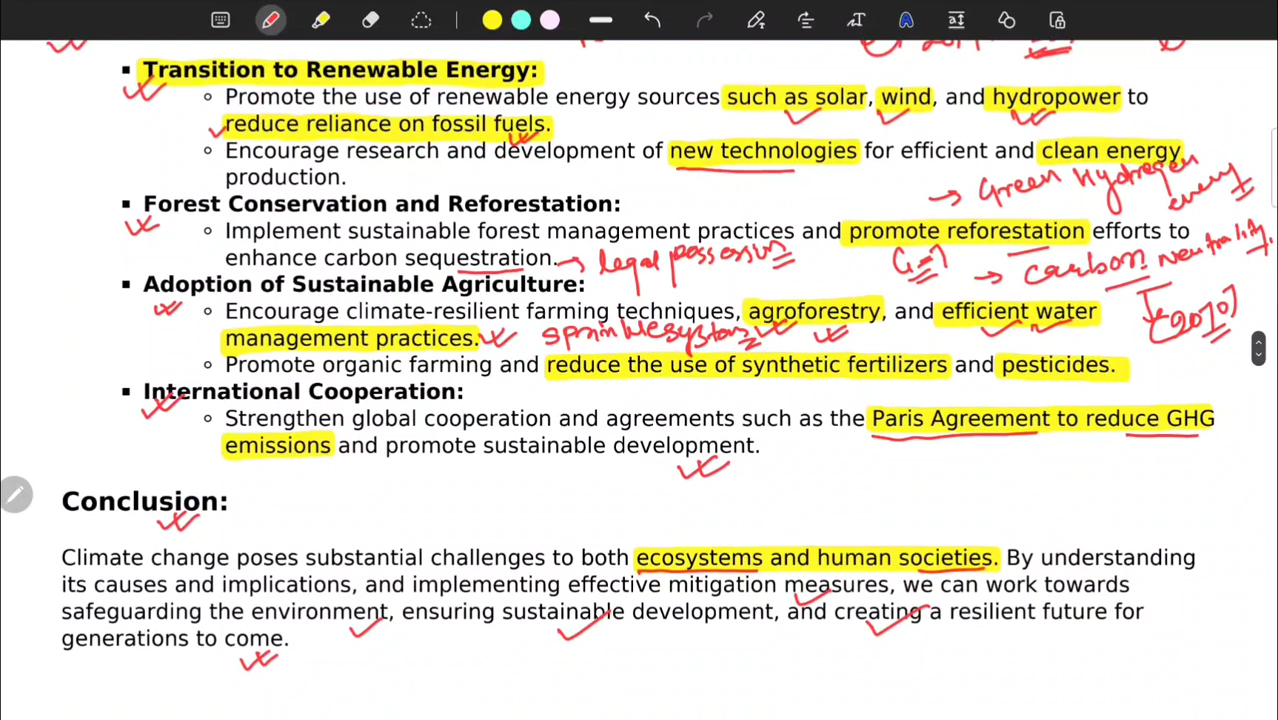 Transition to Renewable Energy:
Promote the use of renewable energy sources such as solar, wind, and hydropower to
reduce reliance on fossil fuels.
Encourage research and development of new technologies for efficient and clean energy
production.
→ Green Hydrogen
energy
Forest Conservation and Reforestation:
Implement sustainable forest management practices and promote reforestation efforts to
enhance carbon sequestration. → legal possession
→ carbon neutrality
Adoption of Sustainable Agriculture:
Encourage climate-resilient farming techniques, agroforestry, and efficient water
management practices.
Promote organic farming and reduce the use of synthetic fertilizers and pesticides.
International Cooperation:
Strengthen global cooperation and agreements such as the Paris Agreement to reduce GHG
emissions and promote sustainable development.
Conclusion:
Climate change poses substantial challenges to both ecosystems and human societies. By understanding
its causes and implications, and implementing effective mitigation measures, we can work towards
safeguarding the environment, ensuring sustainable development, and creating a resilient future for
generations to come.